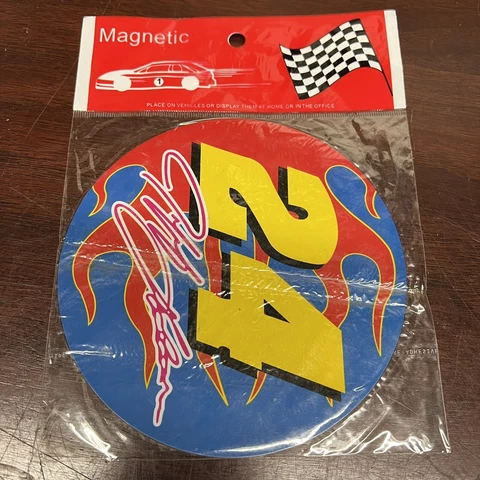 Magnetic
1
PLACE ON VEHICLES OR DISPLAY THEM AT HOME OR IN THE OFFICE
24